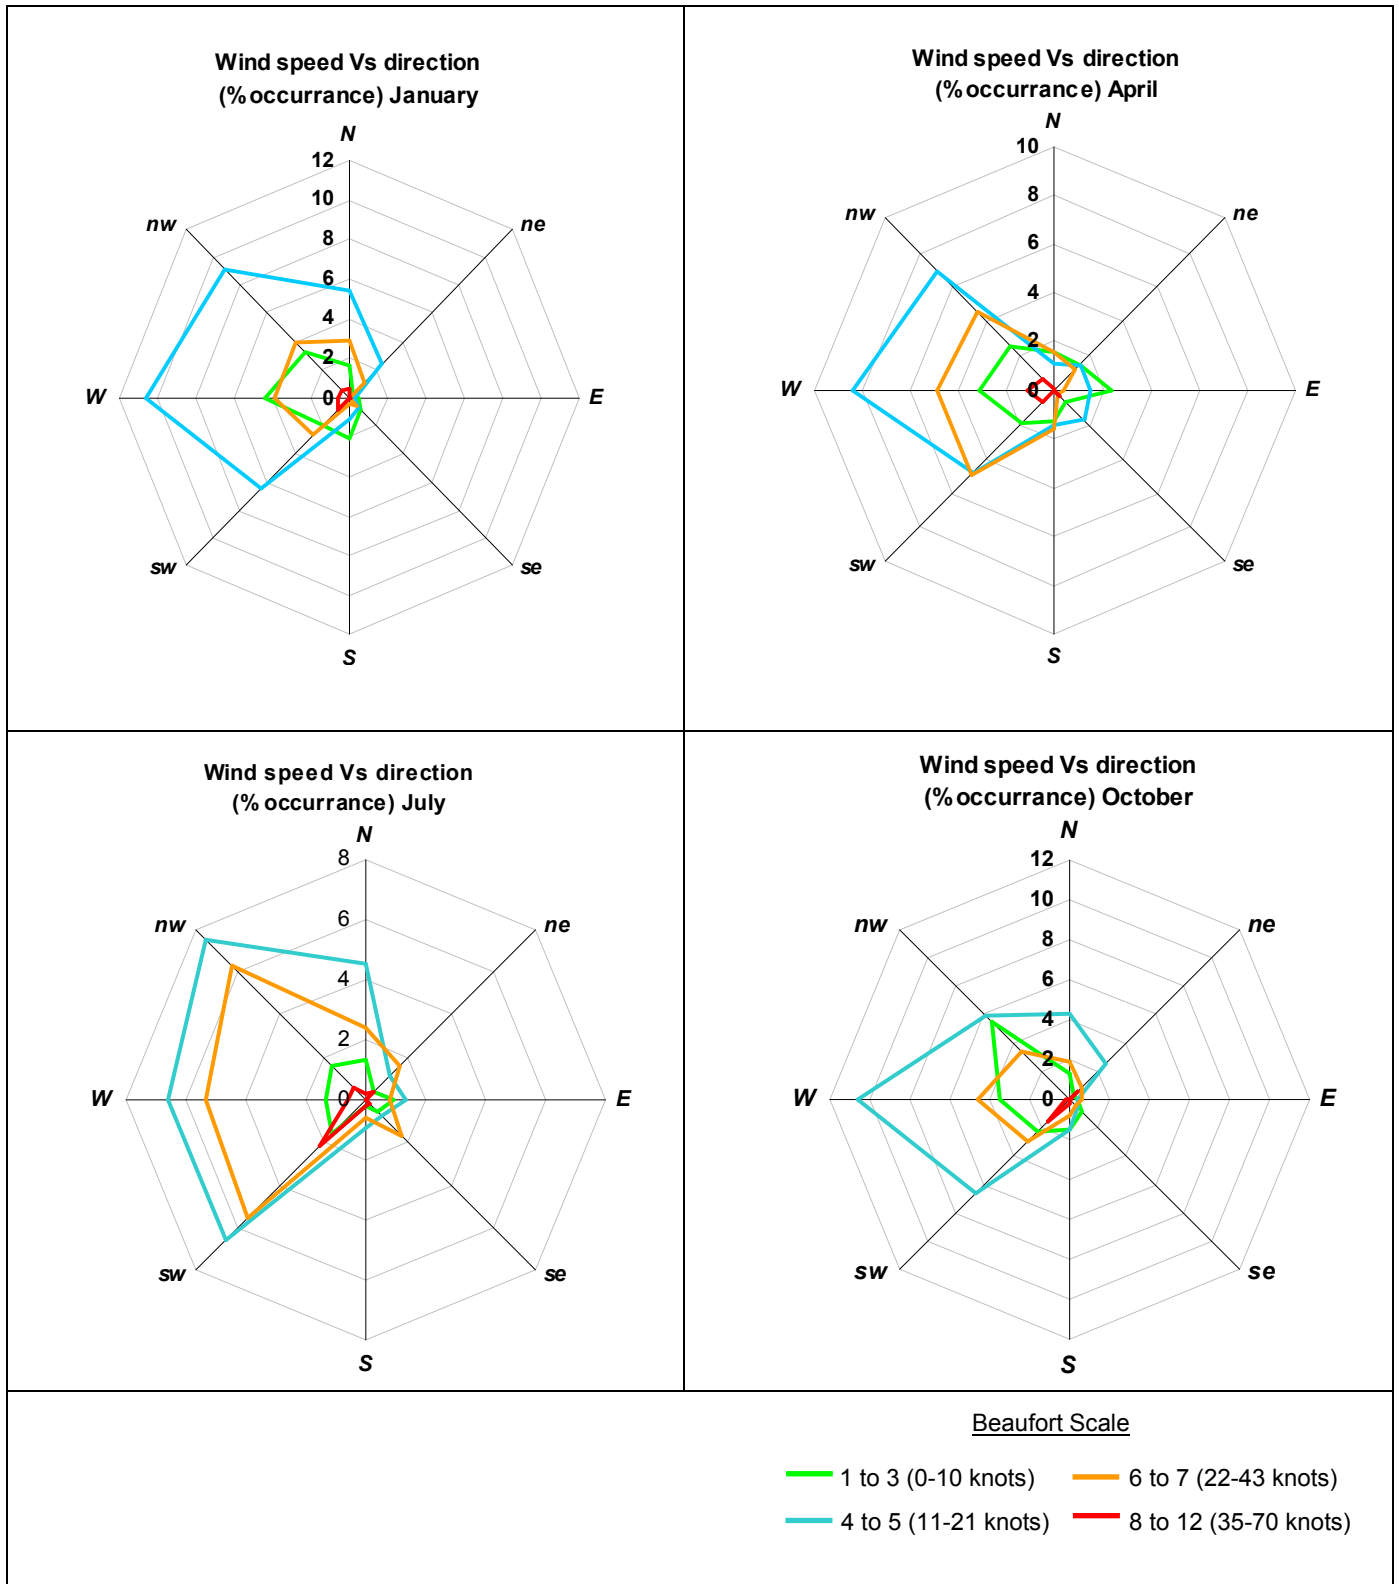 Wind speed Vs direction
(% occurrance) January
N
12
10
8
6
4
2
0
nw
ne
W
E
sw
se
S
Wind speed Vs direction
(% occurrance) April
N
10
8
6
4
2
0
nw
ne
W
E
sw
se
S
Wind speed Vs direction
(% occurrance) July
N
8
6
4
2
0
nw
ne
W
E
sw
se
S
Wind speed Vs direction
(% occurrance) October
N
12
10
8
6
4
2
0
nw
ne
W
E
sw
se
S
Beaufort Scale
1 to 3 (0-10 knots)
6 to 7 (22-43 knots)
4 to 5 (11-21 knots)
8 to 12 (35-70 knots)